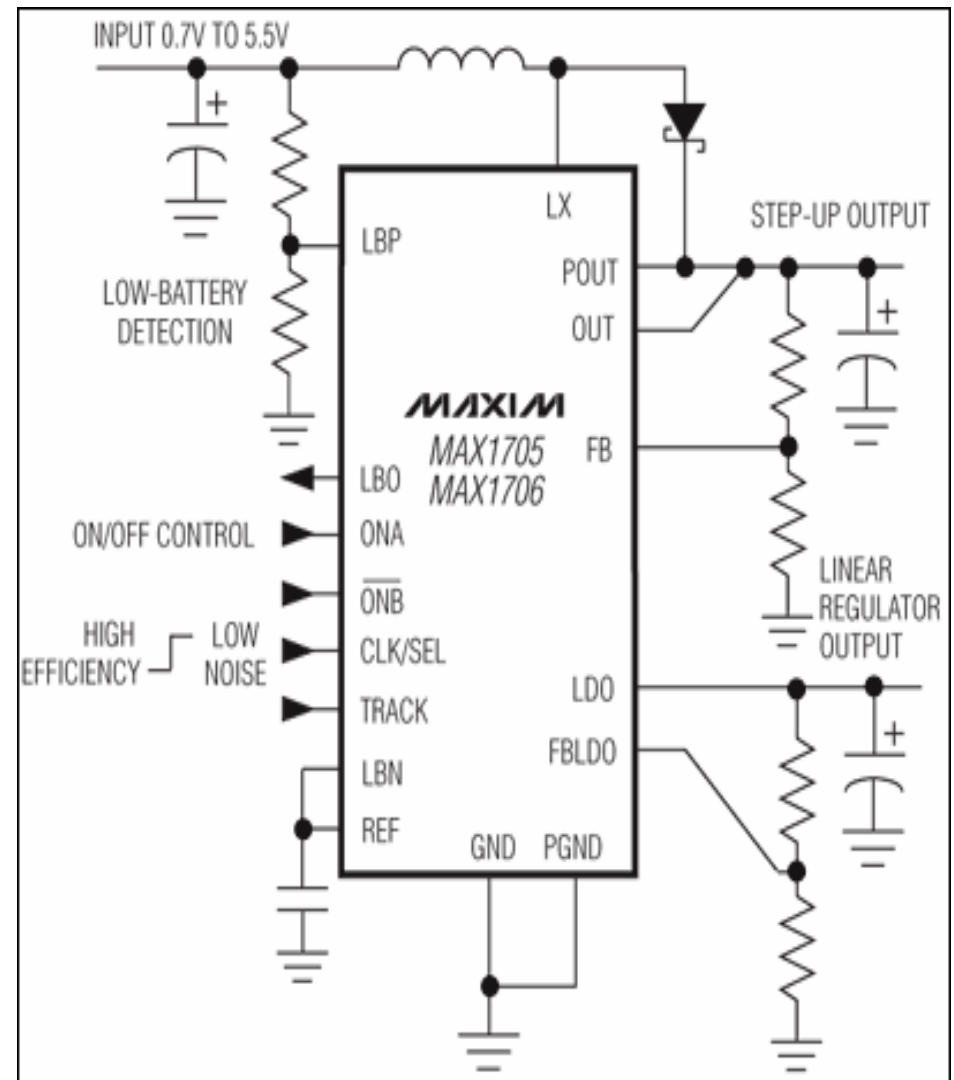 INPUT 0.7V TO 5.5V
+
LX
STEP-UP OUTPUT
LBP
POUT
LOW-BATTERY
DETECTION
OUT
+
MAXIM
MAX1705
MAX1706
FB
LBO
ON/OFF CONTROL
ONA
ONB
LINEAR
REGULATOR
OUTPUT
HIGH
EFFICIENCY
LOW
NOISE
CLK/SEL
TRACK
LDO
FBLDO
+
LBN
REF
GND
PGND